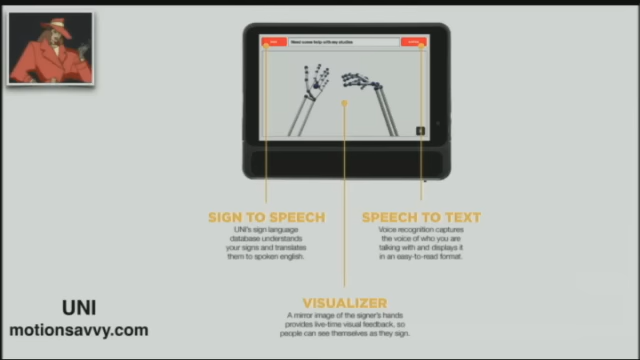 Need some help with my studies
SIGN TO SPEECH
UNI's sign language
database understands
your signs and translates
them to spoken english.
SPEECH TO TEXT
Voice recognition captures
the voice of who you are
talking with and displays it
in an easy-to-read format.
VISUALIZER
A mirror image of the signer's hands
provides live-time visual feedback, so
people can see themselves as they sign.
UNI
motionsavvy.com